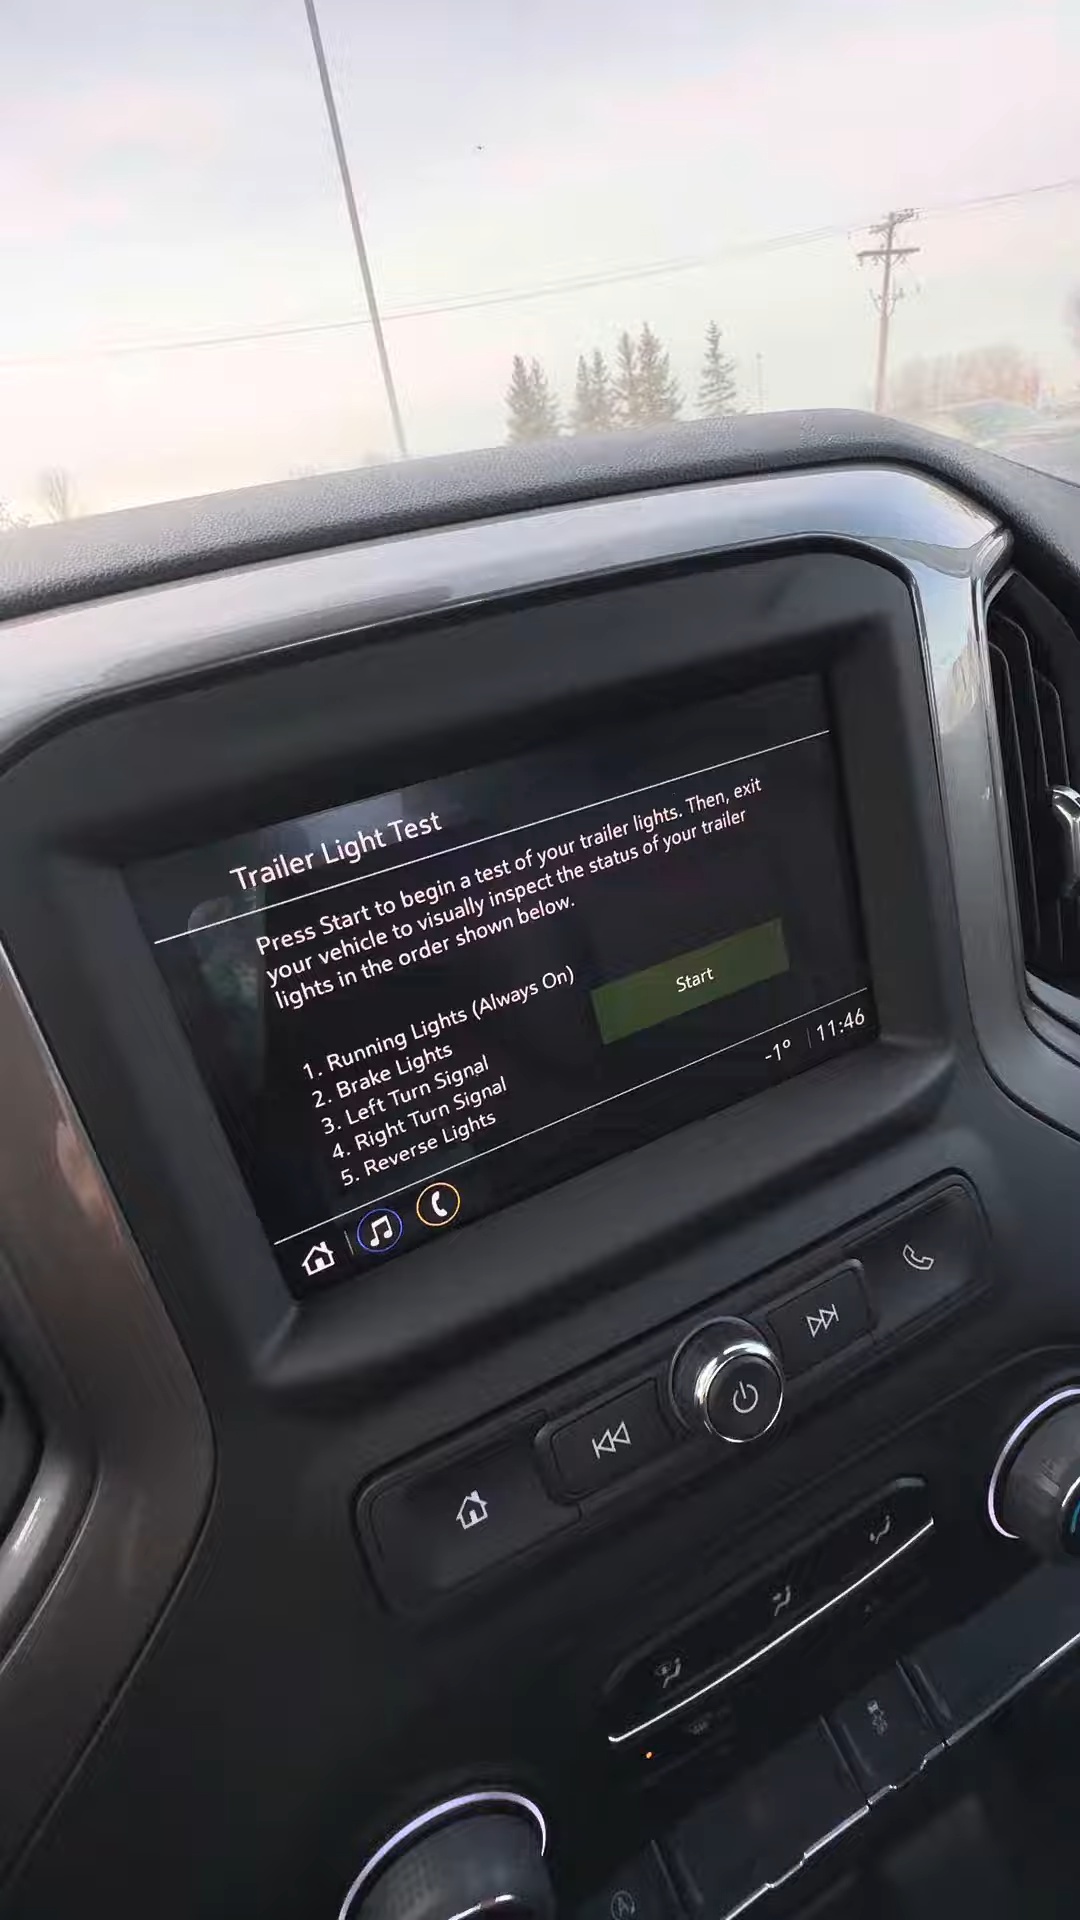 Trailer Light Test
Press Start to begin a test of your trailer lights. Then, exit
your vehicle to visually inspect the status of your trailer
lights in the order shown below.
1. Running Lights (Always On)
2. Brake Lights
3. Left Turn Signal
4. Right Turn Signal
5. Reverse Lights
Start
-1° 11:46